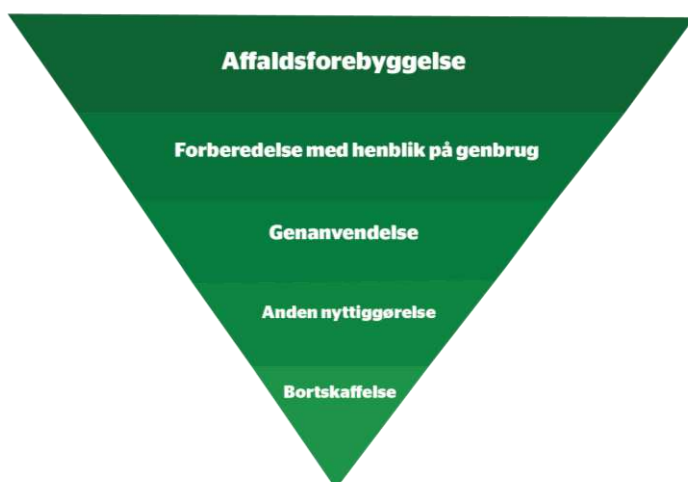 Affaldsforebyggelse
Forberedelse med henblik på genbrug
Genanvendelse
Anden nyttiggørelse
Bortskaffelse